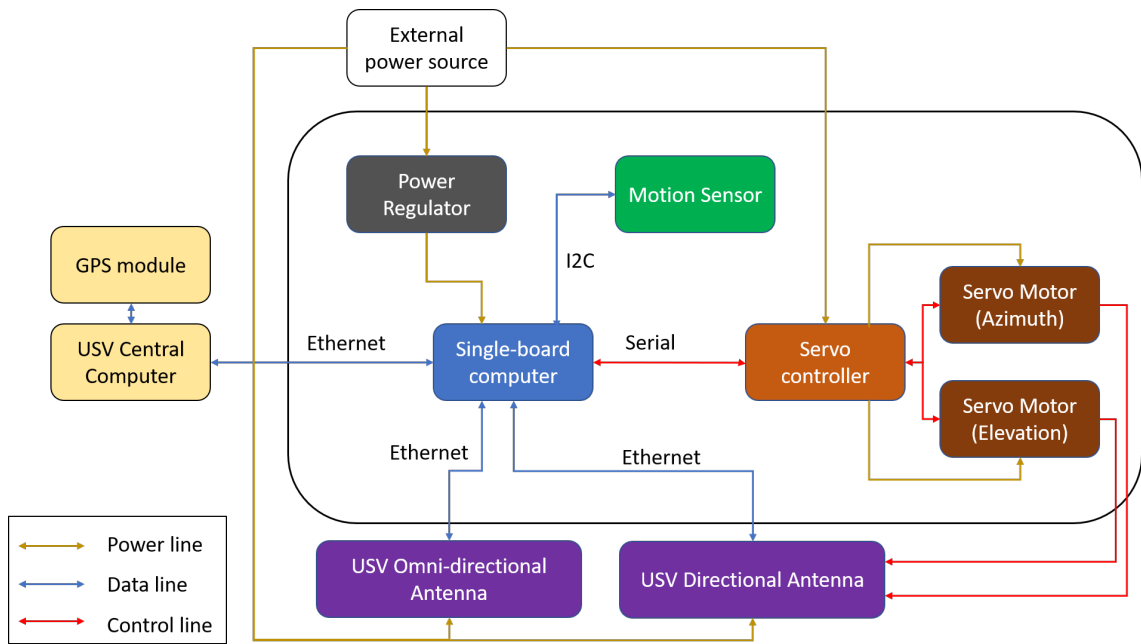 External
power source
Power
Regulator
Motion Sensor
I2C
GPS module
USV Central
Computer
Ethernet
Single-board
computer
Serial
Servo
controller
Servo Motor
(Azimuth)
Servo Motor
(Elevation)
Ethernet
Ethernet
USV Omni-directional
Antenna
USV Directional Antenna
Power line
Data line
Control line